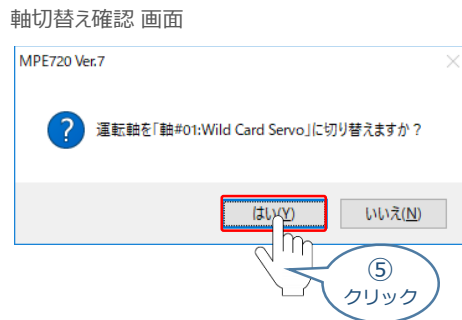 軸切替え確認 画面
MPE720 Ver.7
運転軸を「軸#01:Wild Card Servo」に切り替えますか？
はい(Y)
いいえ(N)
⑤
クリック